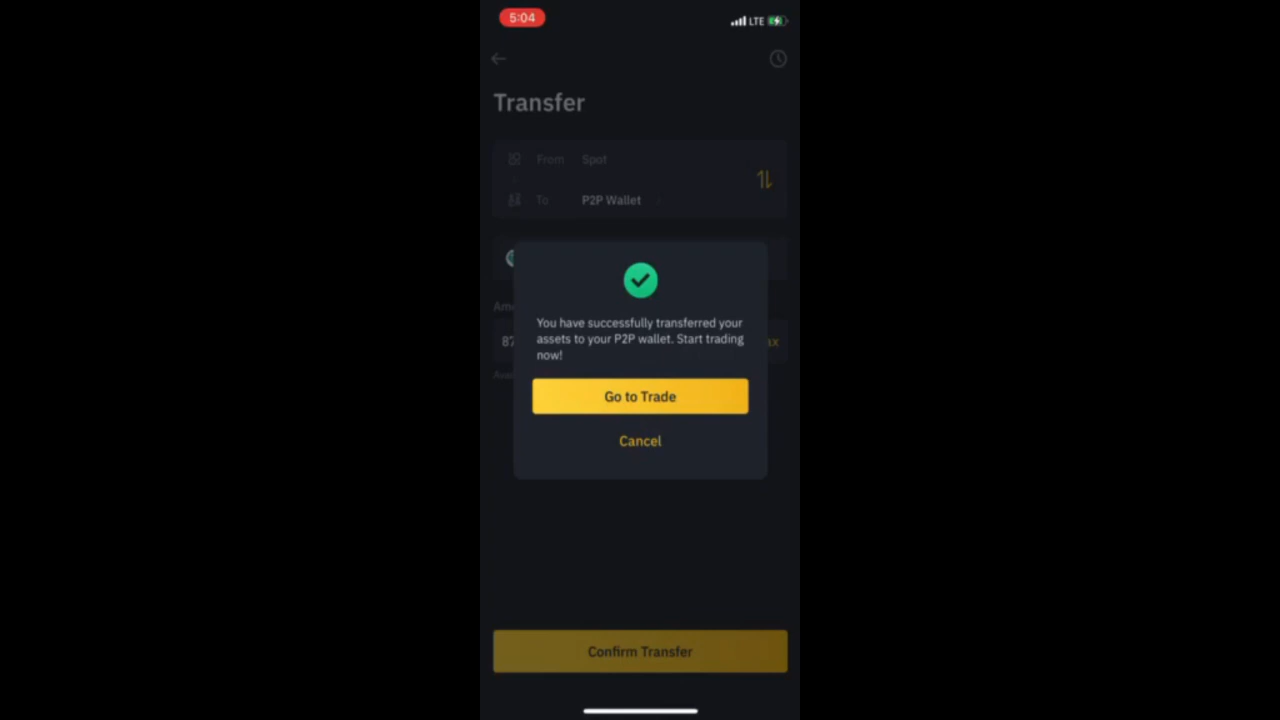 5:04
LTE
Transfer
From Spot
To P2P Wallet
You have successfully transferred your
assets to your P2P wallet. Start trading
now!
87
Go to Trade
Cancel
Confirm Transfer